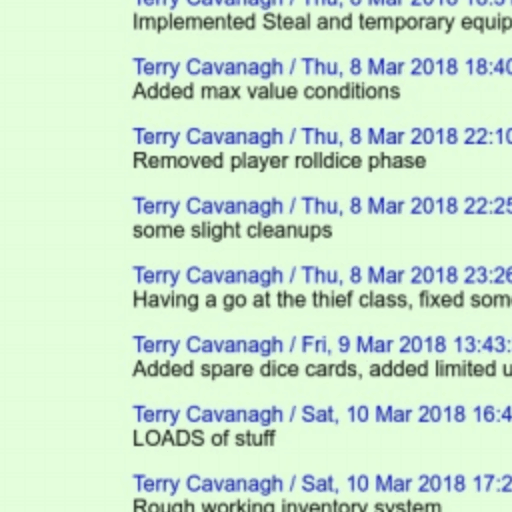 Terry Cavanagh / Thu, 8 Mar 2018
Implemented Steal and temporary equip
Terry Cavanagh / Thu, 8 Mar 2018 18:40
Added max value conditions
Terry Cavanagh / Thu, 8 Mar 2018 22:10
Removed player rolldice phase
Terry Cavanagh / Thu, 8 Mar 2018 22:25
some slight cleanups
Terry Cavanagh / Thu, 8 Mar 2018 23:26
Having a go at the thief class, fixed som
Terry Cavanagh / Fri, 9 Mar 2018 13:43:
Added spare dice cards, added limited u
Terry Cavanagh / Sat, 10 Mar 2018 16:4
LOADS of stuff
Terry Cavanagh / Sat, 10 Mar 2018 17:2
Rough working inventory system